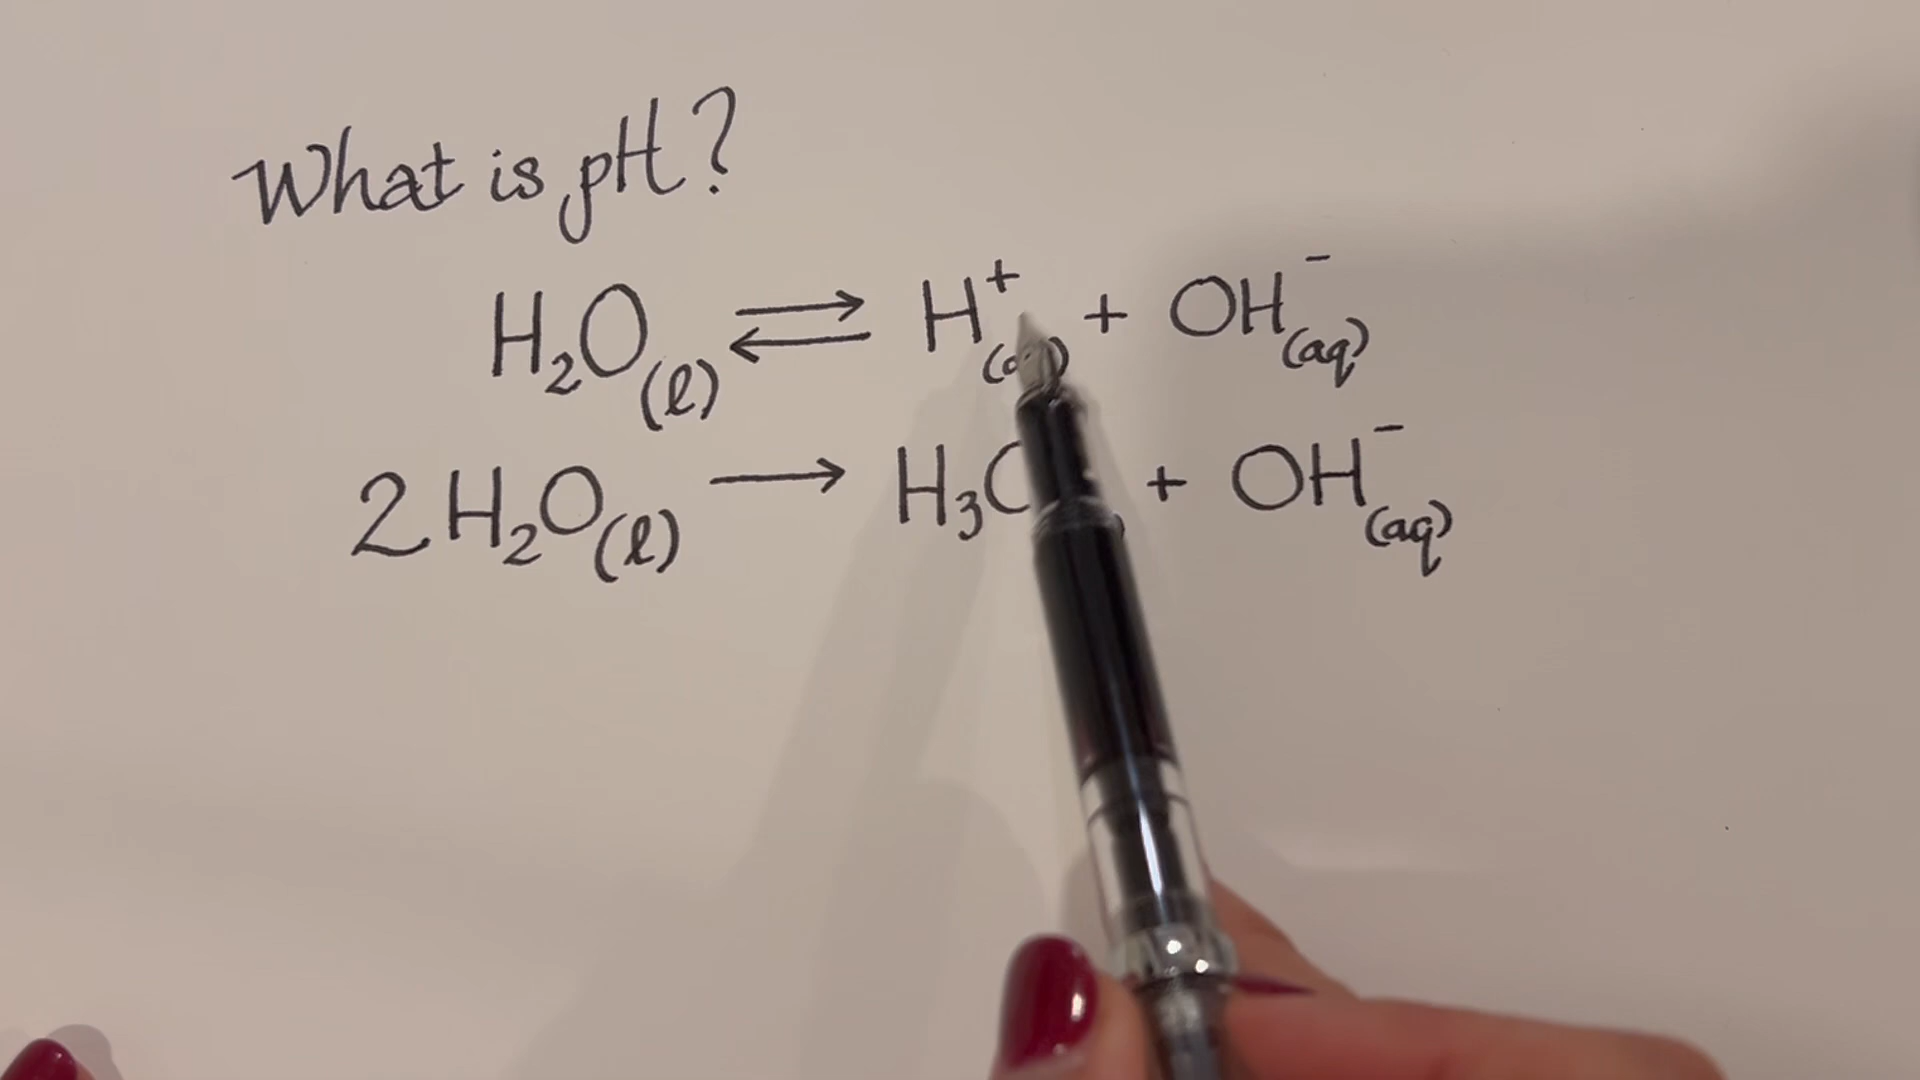 What is pH?
H₂O(l) ⇌ H⁺ + OH⁻(aq)
2H₂O(l) → H₃ + OH⁻(aq)